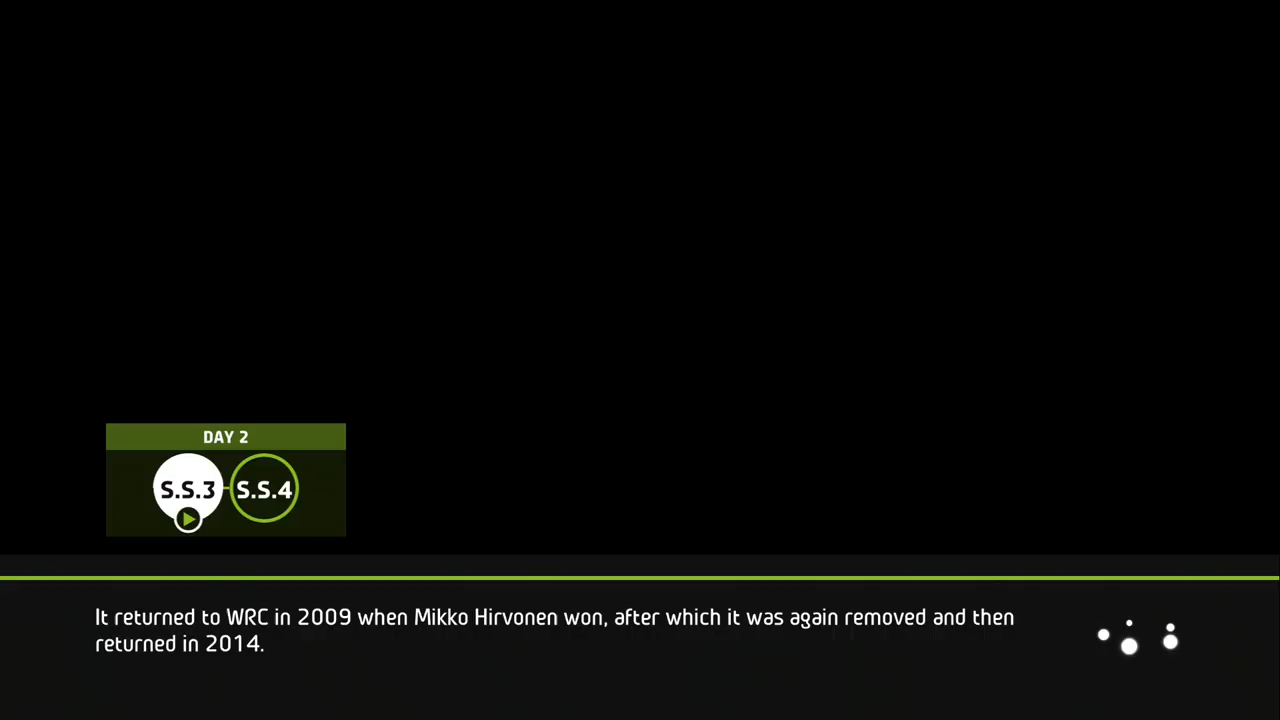 DAY 2
S.S.3 S.S.4
It returned to WRC in 2009 when Mikko Hirvonen won, after which it was again removed and then
returned in 2014.